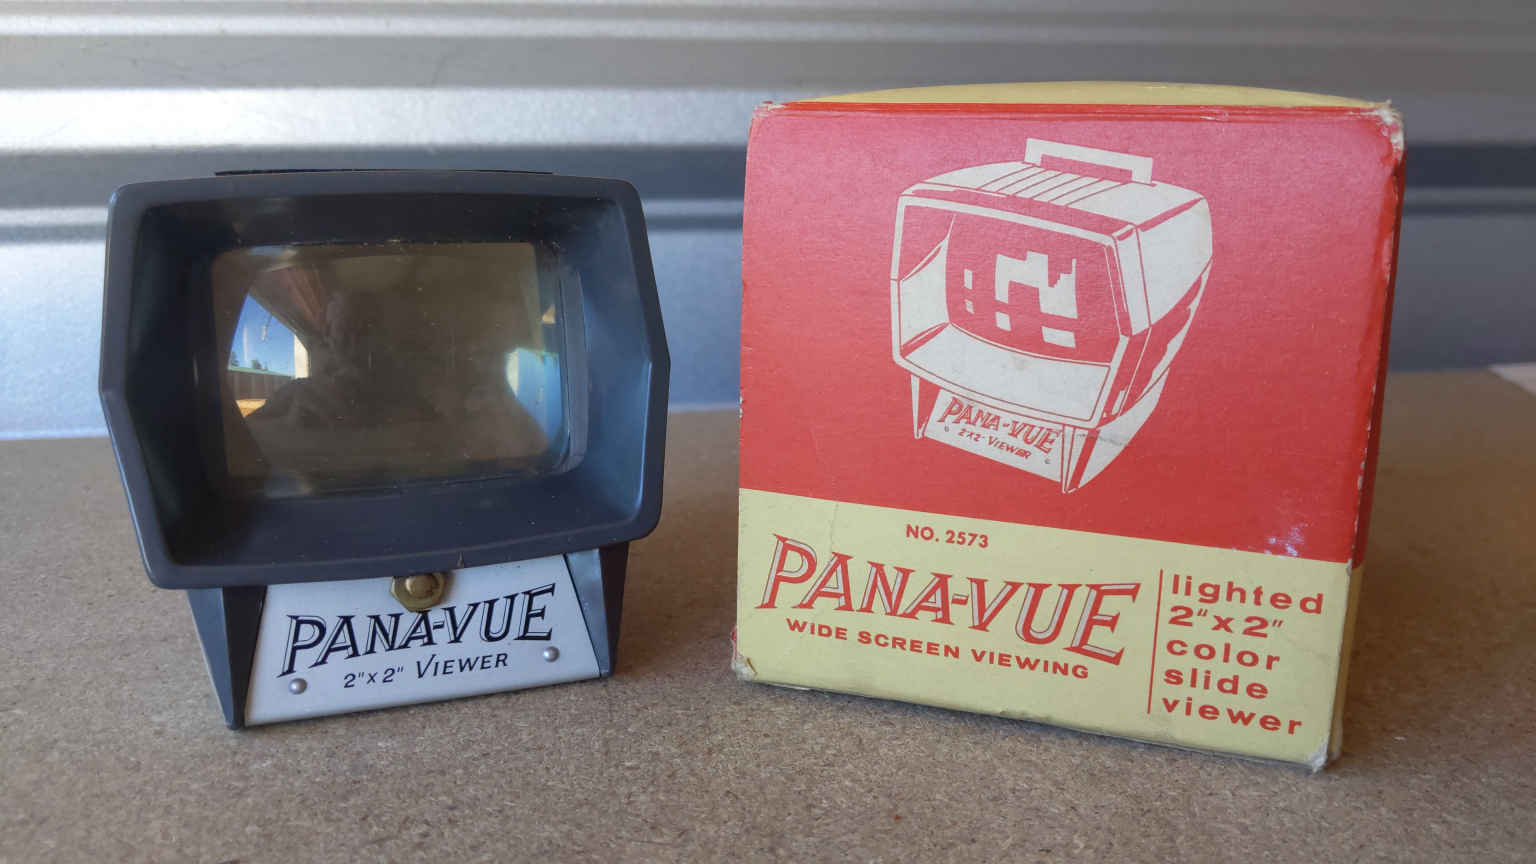 PANA-VUE
2"x2" VIEWER
PANA-VUE
2"x2" VIEWER
NO. 2573
PANA-VUE
WIDE SCREEN VIEWING
lighted
2"x2"
color
slide
viewer